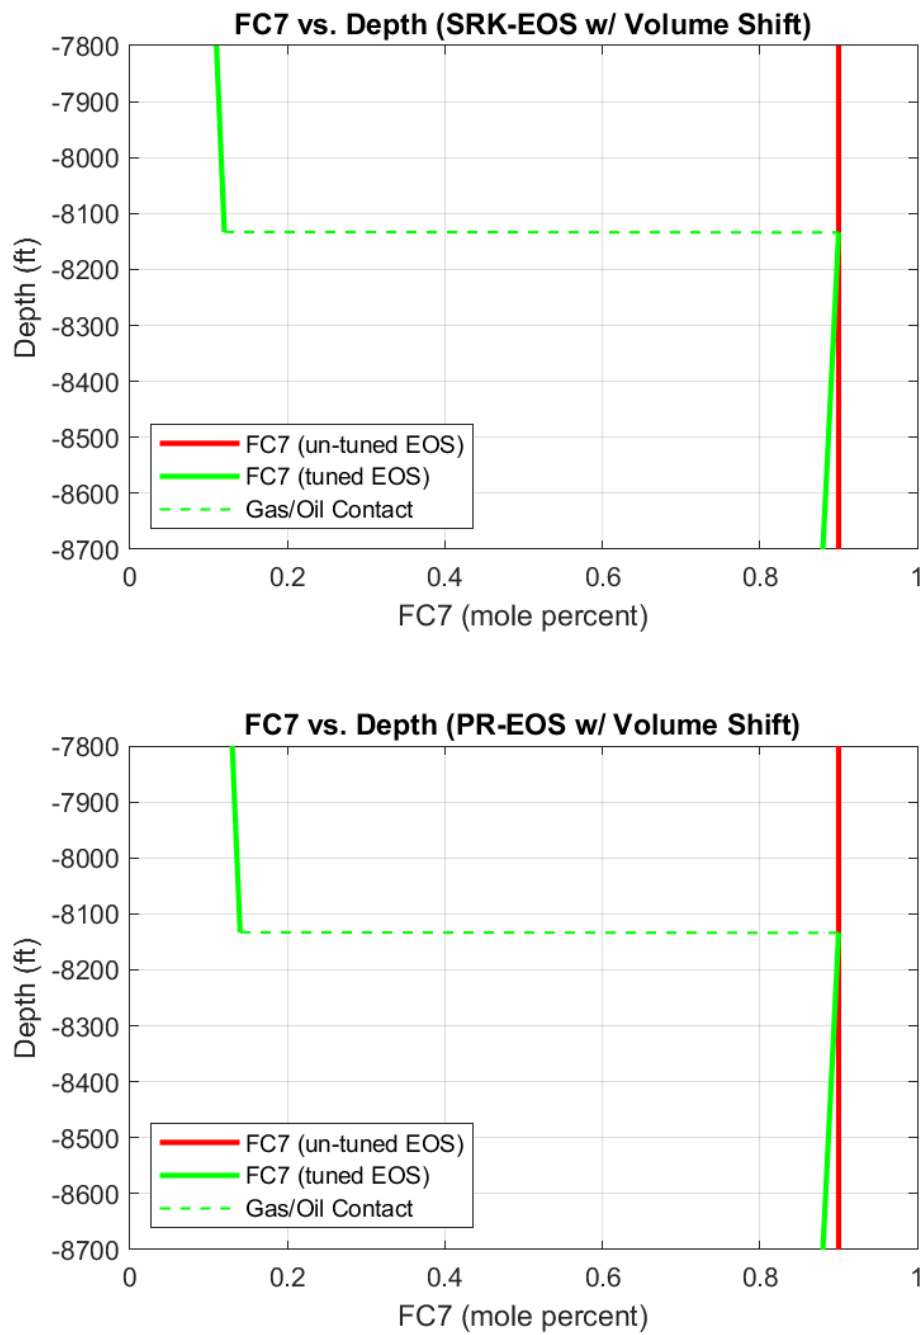 FC7 vs. Depth (SRK-EOS w/ Volume Shift)
-7800
-7900
-8000
-8100
-8200
-8300
-8400
-8500
-8600
-8700
Depth (ft)
FC7 (un-tuned EOS)
FC7 (tuned EOS)
Gas/Oil Contact
0 0.2 0.4 0.6 0.8 1
FC7 (mole percent)
FC7 vs. Depth (PR-EOS w/ Volume Shift)
-7800
-7900
-8000
-8100
-8200
-8300
-8400
-8500
-8600
-8700
Depth (ft)
FC7 (un-tuned EOS)
FC7 (tuned EOS)
Gas/Oil Contact
0 0.2 0.4 0.6 0.8 1
FC7 (mole percent)